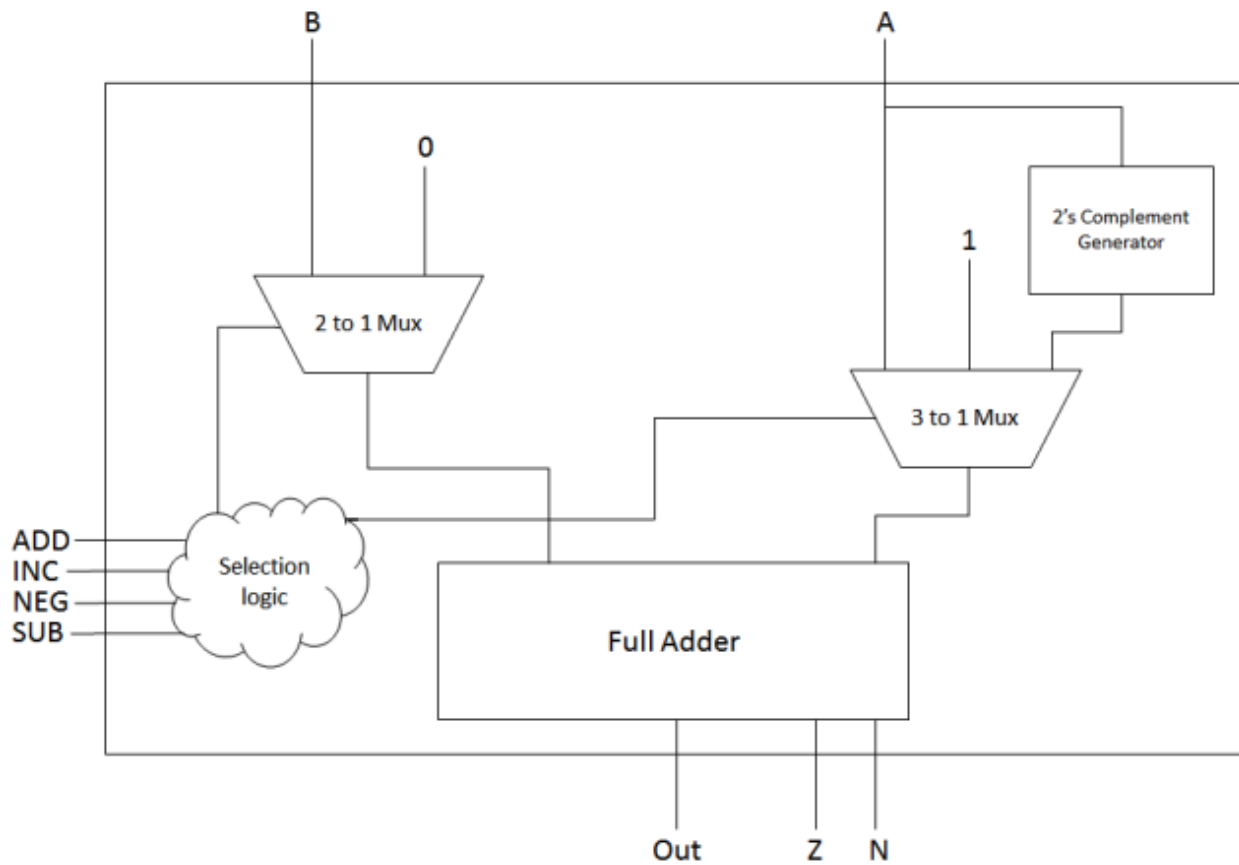 B
A
0
2's Complement
Generator
1
2 to 1 Mux
3 to 1 Mux
ADD
INC
NEG
SUB
Selection
logic
Full Adder
Out
Z
N